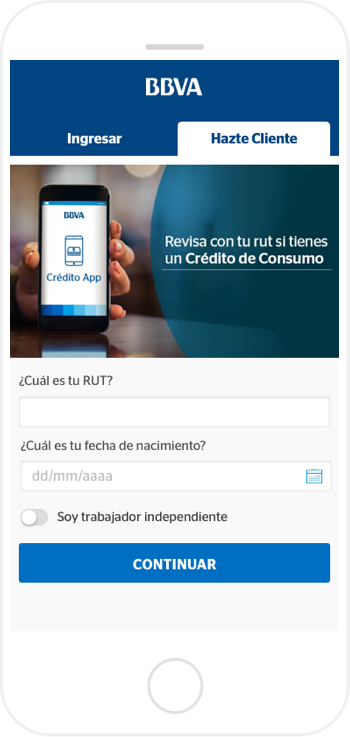 BBVA
Ingresar
Hazte Cliente
BBVA
Crédito App
Revisa con tu rut si tienes
un Crédito de Consumo
¿Cuál es tu RUT?
¿Cuál es tu fecha de nacimiento?
dd/mm/aaaa
Soy trabajador independiente
CONTINUAR